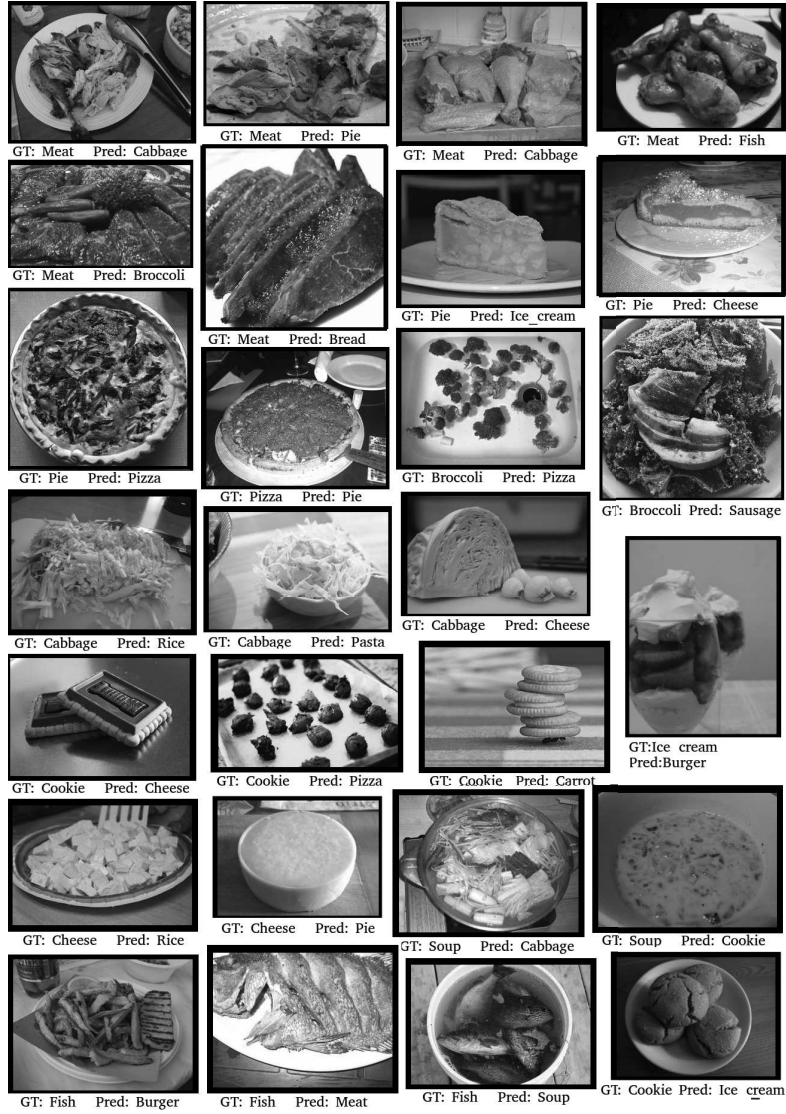 GT: Meat Pred: Cabbage
GT: Meat Pred: Pie
GT: Meat Pred: Cabbage
GT: Meat Pred: Fish
GT: Meat Pred: Broccoli
GT: Meat Pred: Bread
GT: Pie Pred: Ice_cream
GT: Pie Pred: Cheese
GT: Pie Pred: Pizza
GT: Pizza Pred: Pie
GT: Broccoli Pred: Pizza
GT: Broccoli Pred: Sausage
GT: Cabbage Pred: Rice
GT: Cabbage Pred: Pasta
GT: Cabbage Pred: Cheese
GT:Ice cream
Pred:Burger
GT: Cookie Pred: Cheese
GT: Cookie Pred: Pizza
GT: Cookie Pred: Carrot
GT: Cheese Pred: Rice
GT: Cheese Pred: Pie
GT: Soup Pred: Cabbage
GT: Soup Pred: Cookie
GT: Fish Pred: Burger
GT: Fish Pred: Meat
GT: Fish Pred: Soup
GT: Cookie Pred: Ice_cream